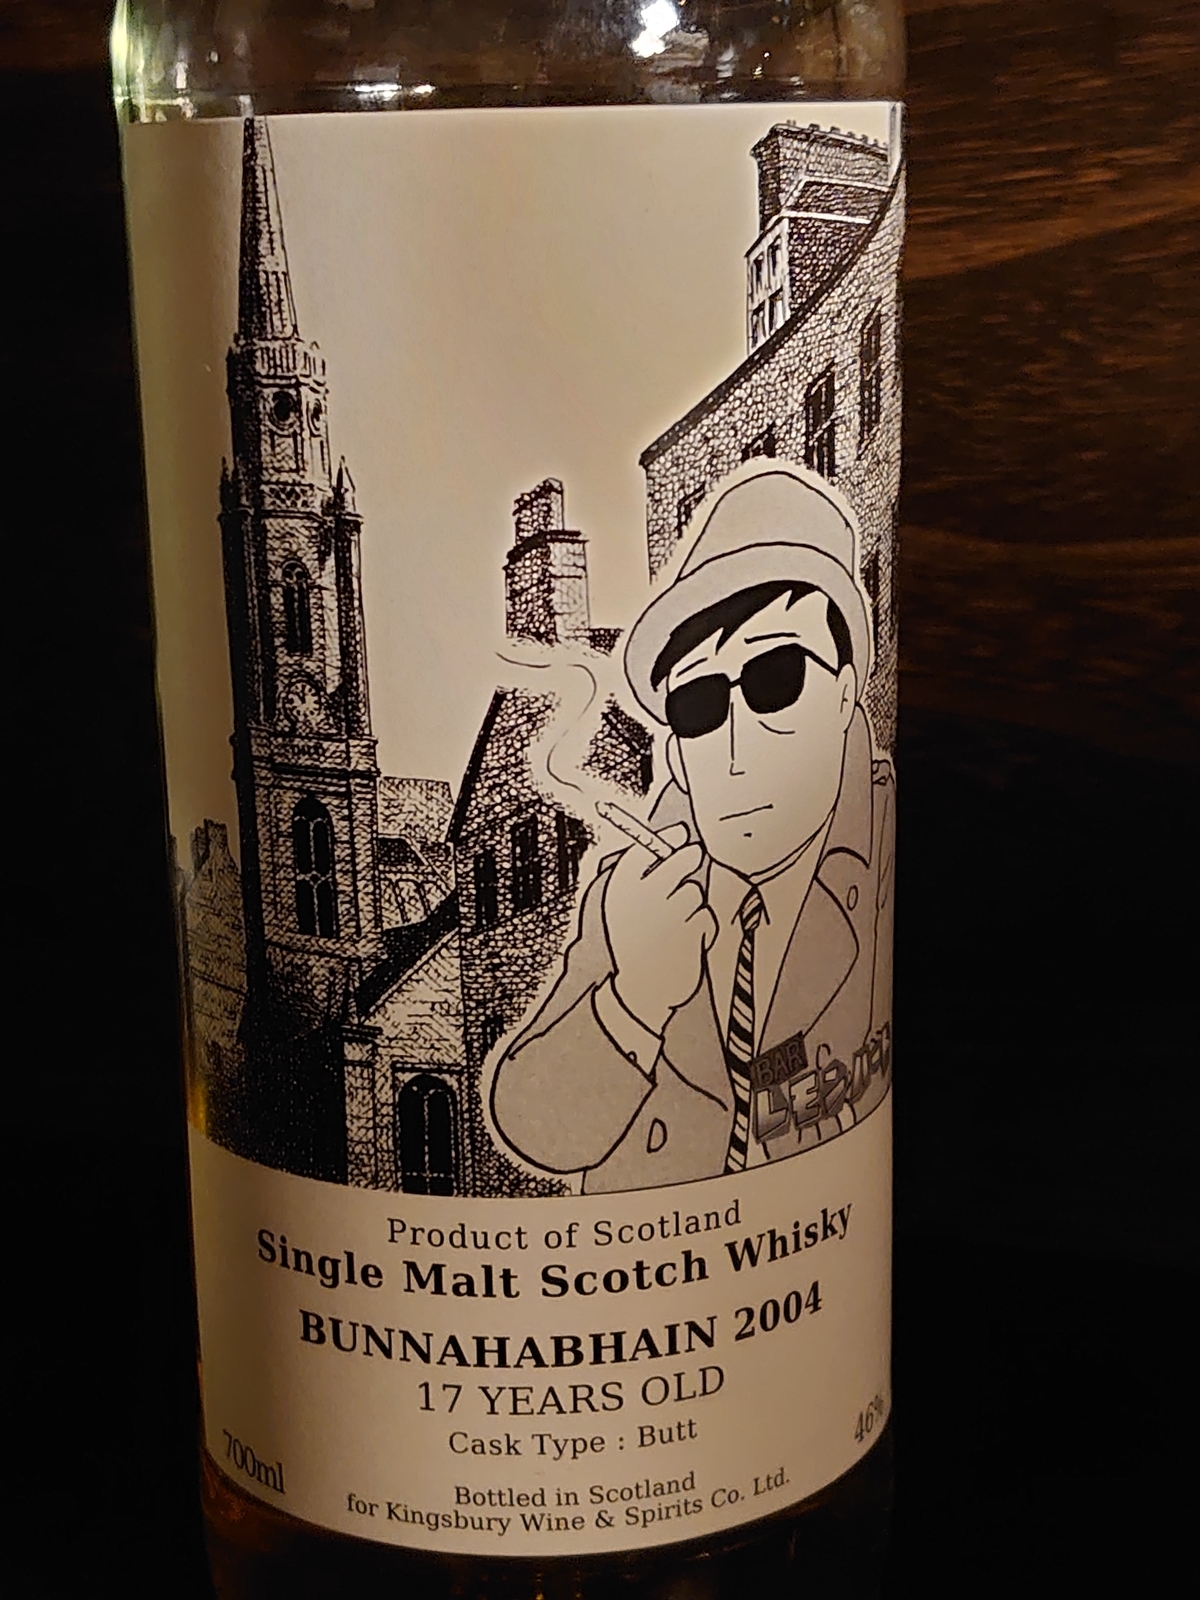 BAR
Product of Scotland
Single Malt Scotch Whisky
BUNNAHABHAIN 2004
17 YEARS OLD
Cask Type : Butt
700ml
46%
Bottled in Scotland
for Kingsbury Wine & Spirits Co. Ltd.